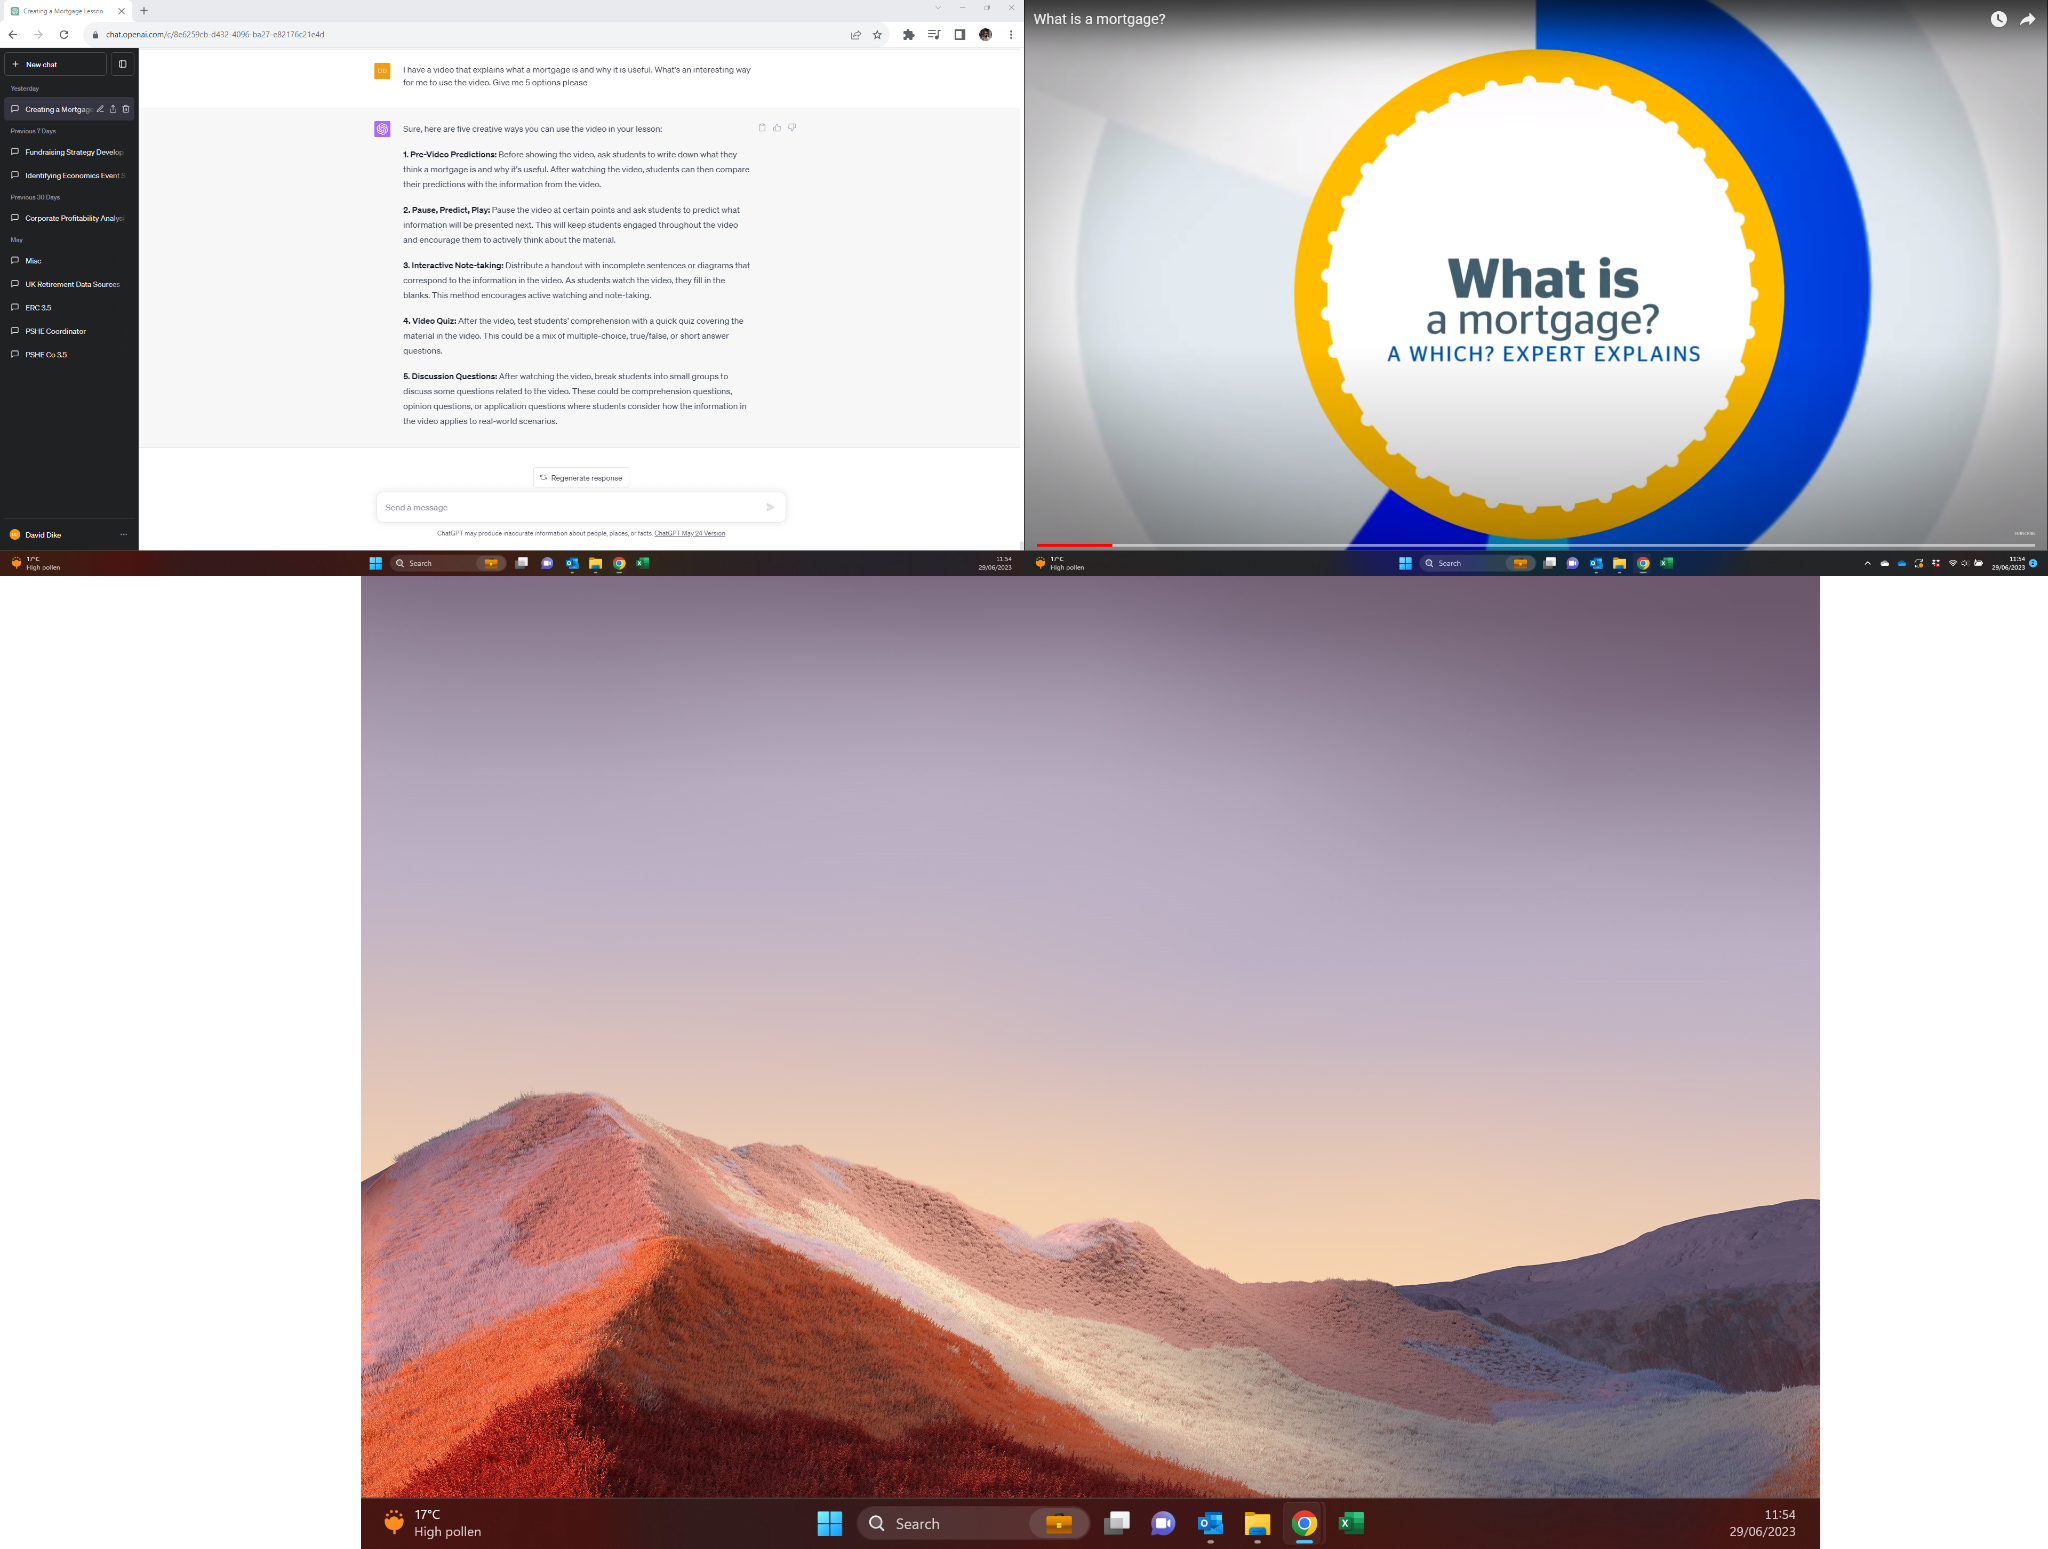 Creating a Mortgage Lesson
chat.openai.com/c/8e6259cb-d432-4096-ba27-e82176c21e4d
New chat
Yesterday
Creating a Mortgage
Previous 7 Days
Fundraising Strategy Develop
Identifying Economics Event S
Previous 30 Days
Corporate Profitability Analysi
May
Misc
UK Retirement Data Sources
ERC 3.5
PSHE Coordinator
PSHE Co 3.5
David Dike
DD
I have a video that explains what a mortgage is and why it is useful. What's an interesting way
for me to use the video. Give me 5 options please
Sure, here are five creative ways you can use the video in your lesson:
1. Pre-Video Predictions: Before showing the video, ask students to write down what they
think a mortgage is and why it's useful. After watching the video, students can then compare
their predictions with the information from the video.
2. Pause, Predict, Play: Pause the video at certain points and ask students to predict what
information will be presented next. This will keep students engaged throughout the video
and encourage them to actively think about the material.
3. Interactive Note-taking: Distribute a handout with incomplete sentences or diagrams that
correspond to the information in the video. As students watch the video, they fill in the
blanks. This method encourages active watching and note-taking.
4. Video Quiz: After the video, test students' comprehension with a quick quiz covering the
material in the video. This could be a mix of multiple-choice, true/false, or short answer
questions.
5. Discussion Questions: After watching the video, break students into small groups to
discuss some questions related to the video. These could be comprehension questions,
opinion questions, or application questions where students consider how the information in
the video applies to real-world scenarios.
Regenerate response
Send a message
ChatGPT may produce inaccurate information about people, places, or facts. ChatGPT May 24 Version
17°C
High pollen
Search
11:54
29/06/2023
What is a mortgage?
What is
a mortgage?
A WHICH? EXPERT EXPLAINS
17°C
High pollen
Search
11:54
29/06/2023
17°C
High pollen
Search
11:54
29/06/2023